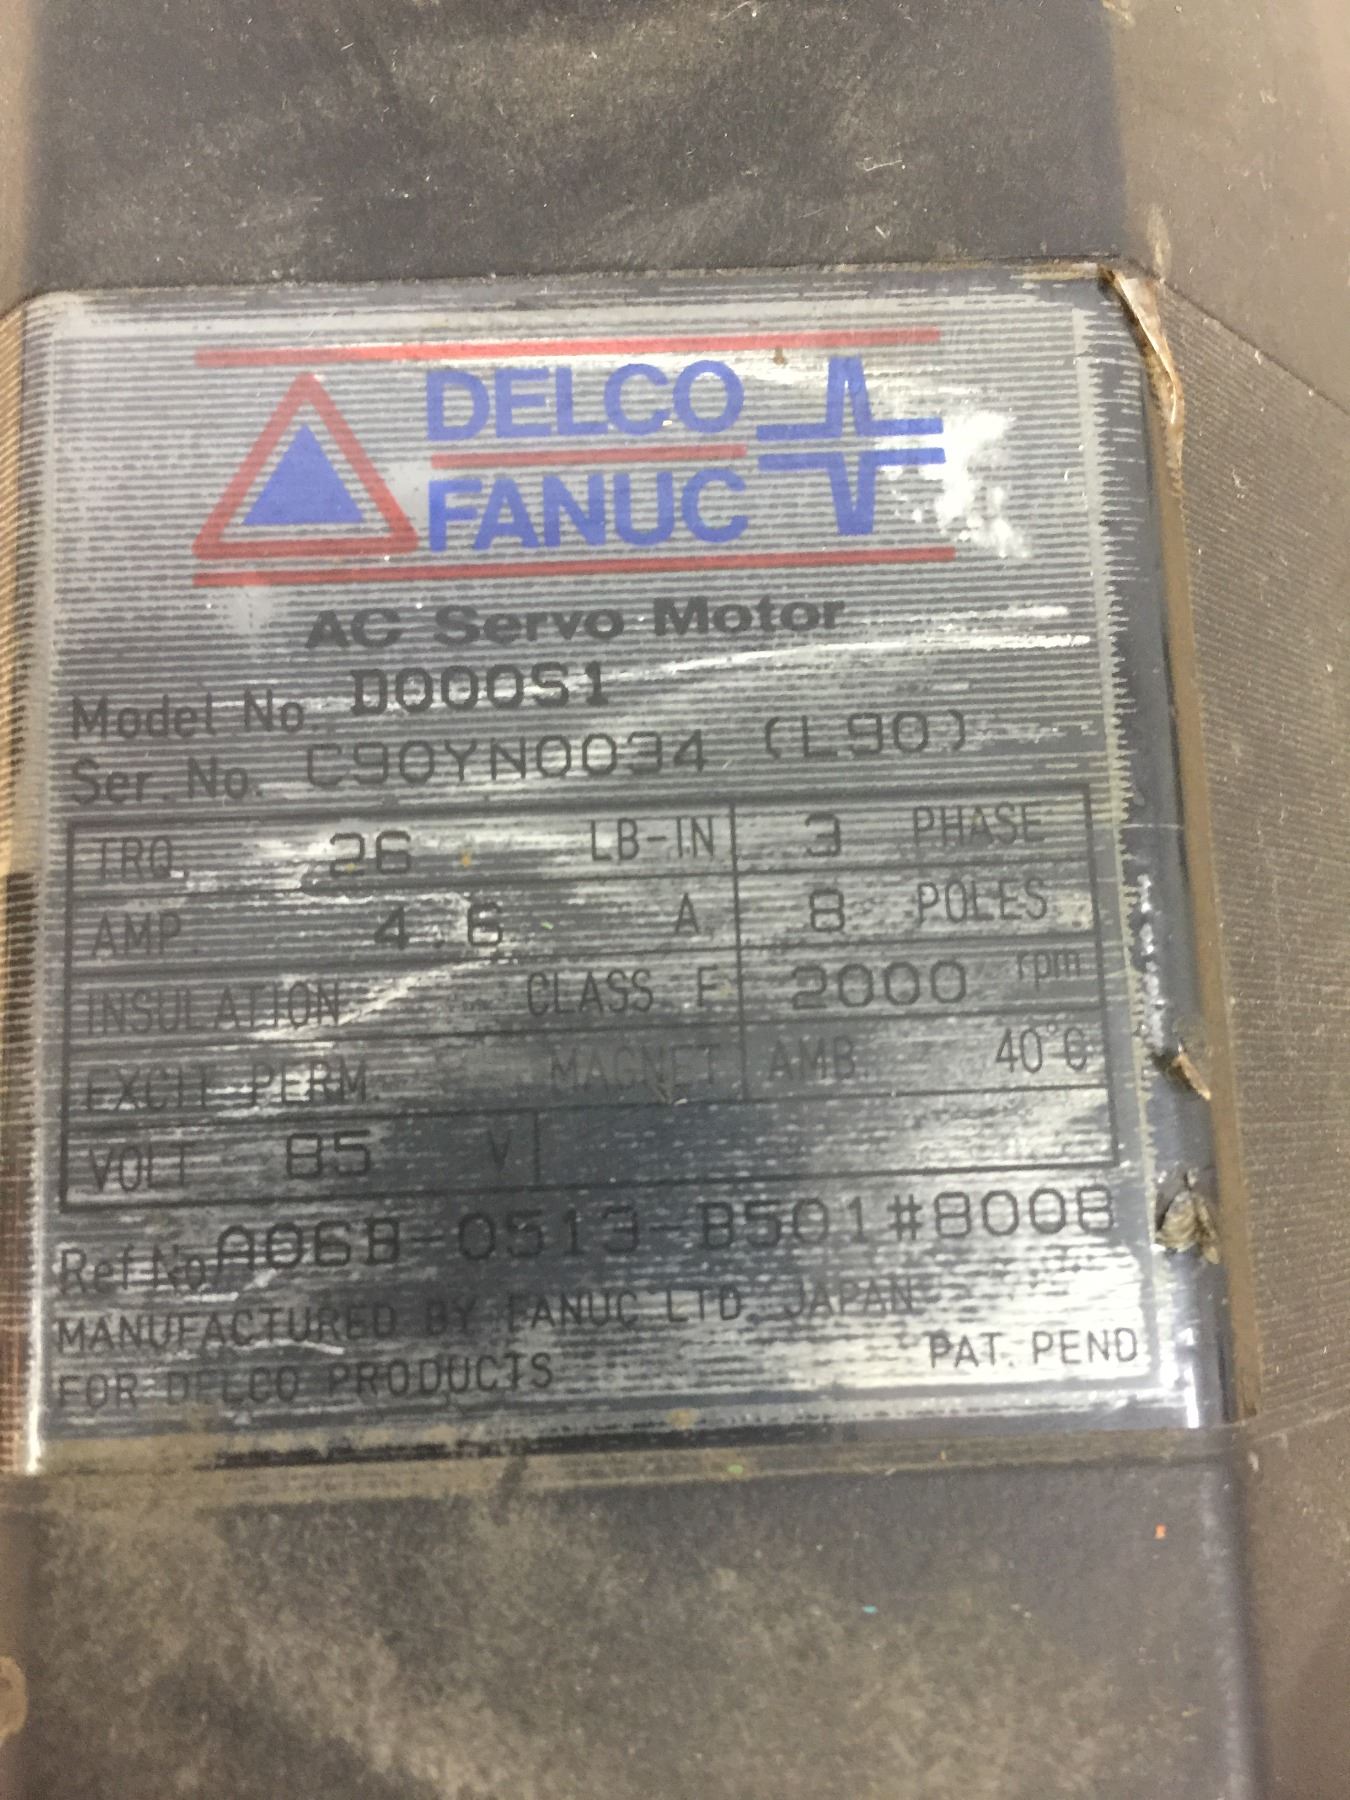 DELCO
FANUC
AC Servo Motor
Model No. D000S1
Ser. No. C90YN0034 (L90)
TRQ. 26 LB-IN 3 PHASE
AMP. 4.6 A. 8 POLES
INSULATION CLASS F 2000 rpm
EXCIT PERM. MAGNET AMB. 40°C
VOLT 85 V
Ref.No. A06B-0513-B501#8008
MANUFACTURED BY FANUC LTD. JAPAN
FOR DELCO PRODUCTS PAT. PEND